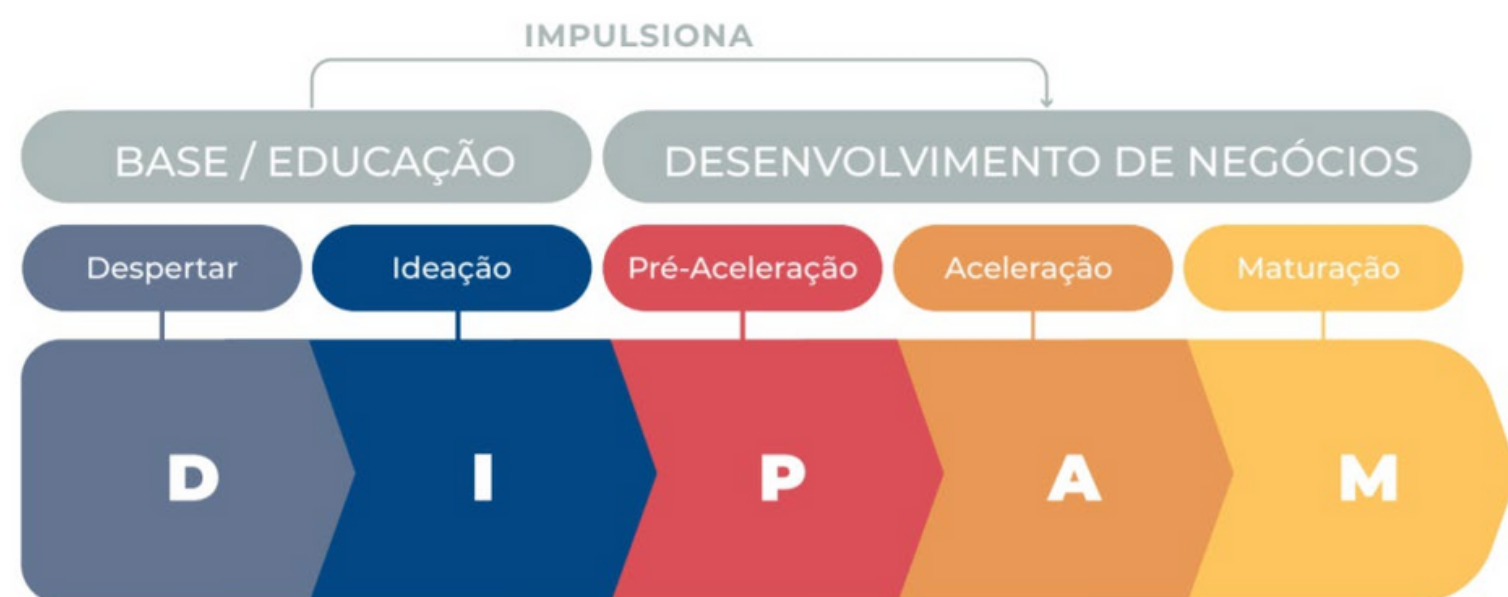 IMPULSIONA
BASE / EDUCAÇÃO
DESENVOLVIMENTO DE NEGÓCIOS
Despertar
Ideação
Pré-Aceleração
Aceleração
Maturação
D
I
P
A
M